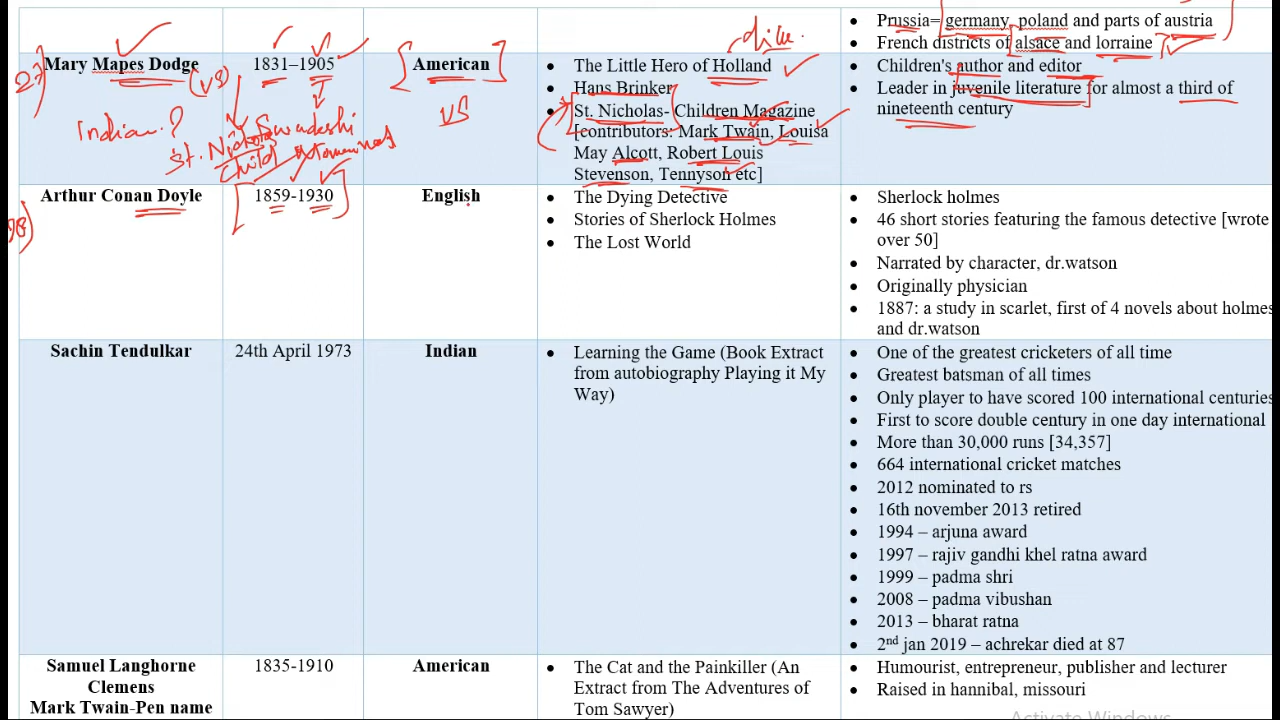 Prussia= germany, poland and parts of austria
French districts of alsace and lorraine
dike.
27)
Mary Mapes Dodge
(VS)
1831–1905
American
VS
The Little Hero of Holland
Hans Brinker
St. Nicholas- Children Magazine
[contributors: Mark Twain, Louisa
May Alcott, Robert Louis
Stevenson, Tennyson etc]
Children's author and editor
Leader in juvenile literature for almost a third of
nineteenth century
Indian ?
Swadeshi
St. Nicholas
Child
28)
Arthur Conan Doyle
1859-1930
English
The Dying Detective
Stories of Sherlock Holmes
The Lost World
Sherlock holmes
46 short stories featuring the famous detective [wrote
over 50]
Narrated by character, dr.watson
Originally physician
1887: a study in scarlet, first of 4 novels about holmes
and dr.watson
Sachin Tendulkar
24th April 1973
Indian
Learning the Game (Book Extract
from autobiography Playing it My
Way)
One of the greatest cricketers of all time
Greatest batsman of all times
Only player to have scored 100 international centuries
First to score double century in one day international
More than 30,000 runs [34,357]
664 international cricket matches
2012 nominated to rs
16th november 2013 retired
1994 – arjuna award
1997 – rajiv gandhi khel ratna award
1999 – padma shri
2008 – padma vibushan
2013 – bharat ratna
2nd jan 2019 – achrekar died at 87
Samuel Langhorne
Clemens
Mark Twain-Pen name
1835-1910
American
The Cat and the Painkiller (An
Extract from The Adventures of
Tom Sawyer)
Humourist, entrepreneur, publisher and lecturer
Raised in hannibal, missouri
Activate Windows